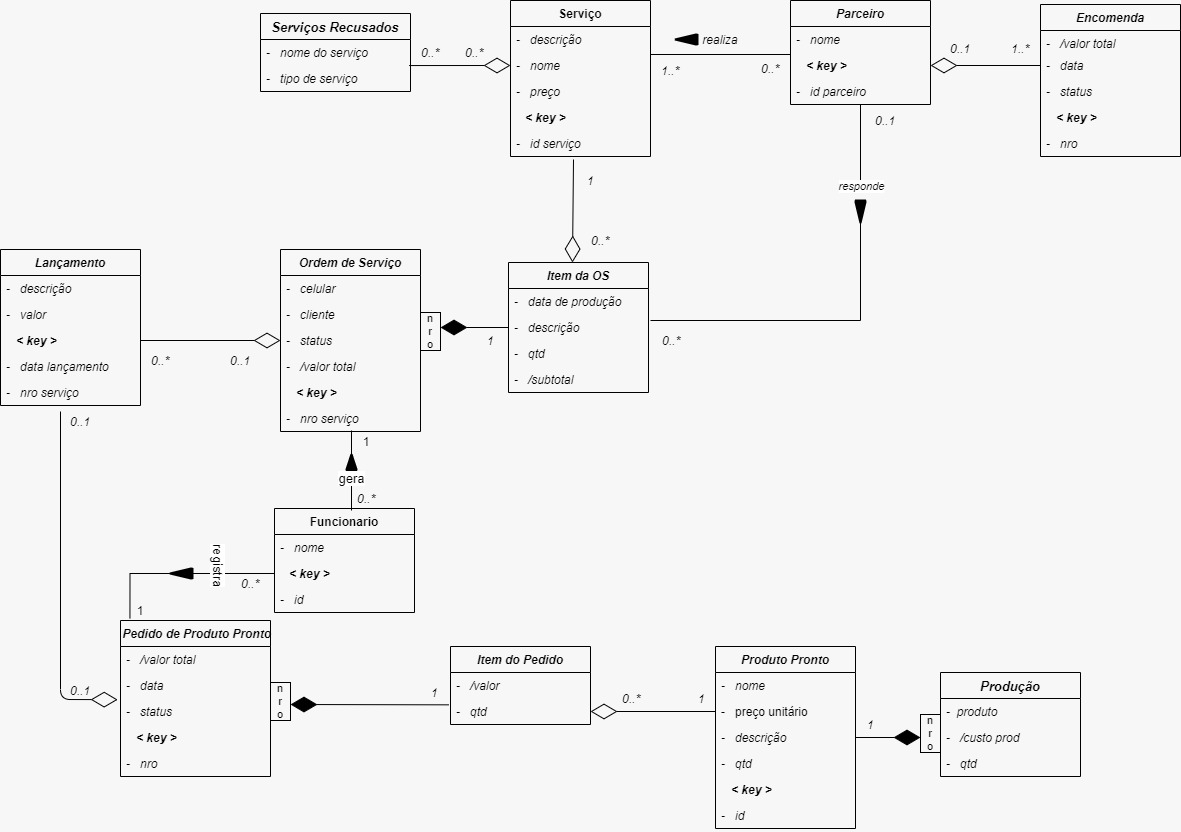 Serviços Recusados
- nome do serviço
- tipo de serviço
0..*
0..*
Serviço
- descrição
- nome
- preço
< key >
- id serviço
realiza
1..*
0..*
Parceiro
- nome
< key >
- id parceiro
0..1
1..*
Encomenda
- /valor total
- data
- status
< key >
- nro
0..1
responde
0..*
1
0..*
Lançamento
- descrição
- valor
< key >
- data lançamento
- nro serviço
0..*
0..1
Ordem de Serviço
- celular
- cliente
- status
- /valor total
< key >
- nro serviço
n
r
o
1
Item da OS
- data de produção
- descrição
- qtd
- /subtotal
0..1
1
gera
0..*
Funcionario
- nome
< key >
- id
registra
0..*
1
0..1
Pedido de Produto Pronto
- /valor total
- data
- status
< key >
- nro
n
r
o
1
Item do Pedido
- /valor
- qtd
0..*
1
Produto Pronto
- nome
- preço unitário
- descrição
- qtd
< key >
- id
1
n
r
o
Produção
- produto
- /custo prod
- qtd